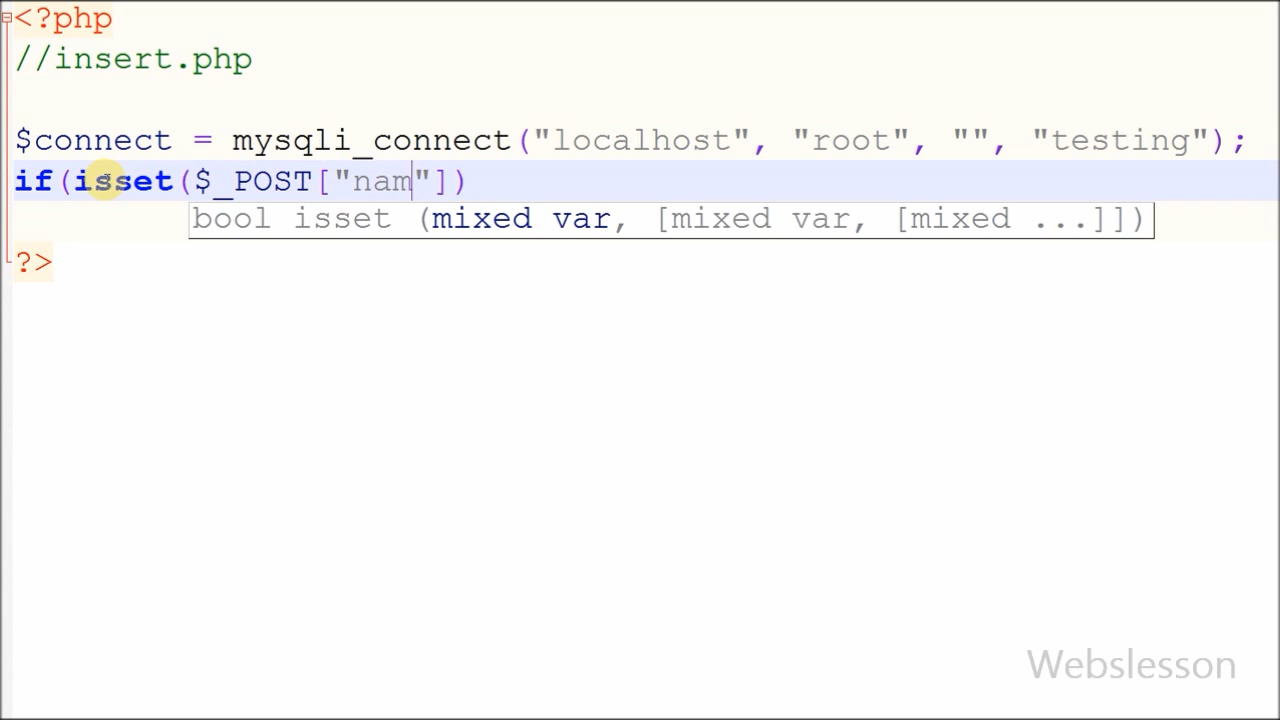 <?php
//insert.php
$connect = mysqli_connect("localhost", "root", "", "testing");
if(isset($_POST["nam"])
bool isset (mixed var, [mixed var, [mixed ...]])
?>
Webslesson